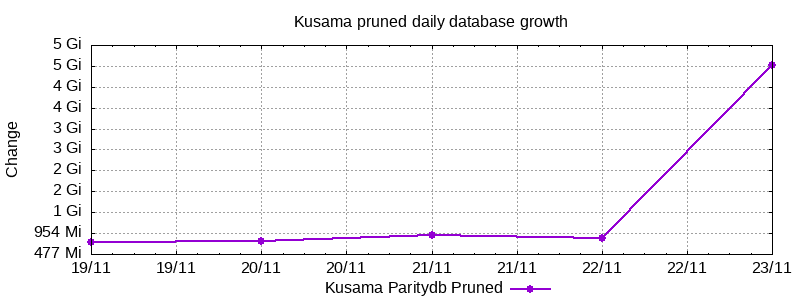 Kusama pruned daily database growth
5 Gi
5 Gi
4 Gi
4 Gi
3 Gi
3 Gi
2 Gi
2 Gi
1 Gi
954 Mi
477 Mi
Change
19/11 19/11 20/11 20/11 21/11 21/11 22/11 22/11 23/11
Kusama Paritydb Pruned